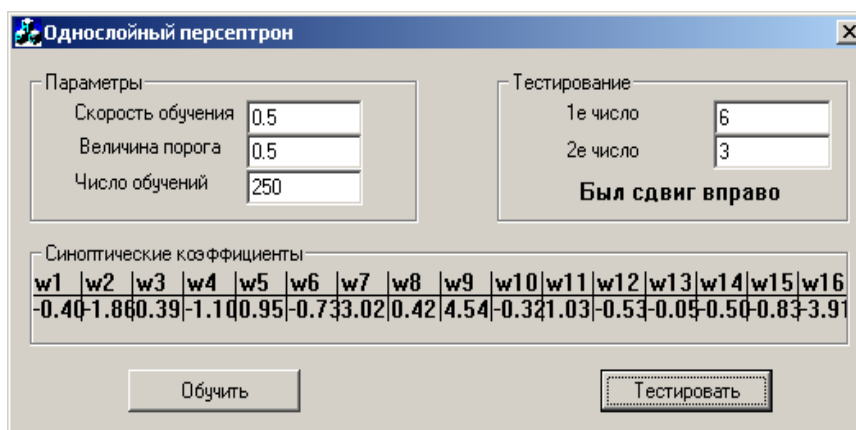 Однослойный персептрон
Параметры
Скорость обучения 0.5
Величина порога 0.5
Число обучений 250
Тестирование
1е число 6
2е число 3
Был сдвиг вправо
Синоптические коэффициенты
w1 |w2 |w3 |w4 |w5 |w6 |w7 |w8 |w9 |w10|w11|w12|w13|w14|w15|w16
-0.40|-1.86|0.39|-1.10|0.95|-0.73|3.02|0.42|4.54|-0.32|1.03|-0.53|-0.05|-0.50|-0.83|-3.91
Обучить
Тестировать